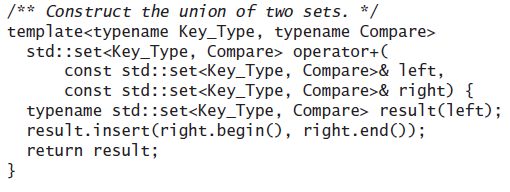 /** Construct the union of two sets. */
template<typename Key_Type, typename Compare>
  std::set<Key_Type, Compare> operator+(
      const std::set<Key_Type, Compare>& left,
      const std::set<Key_Type, Compare>& right) {
  typename std::set<Key_Type, Compare> result(left);
  result.insert(right.begin(), right.end());
  return result;
}